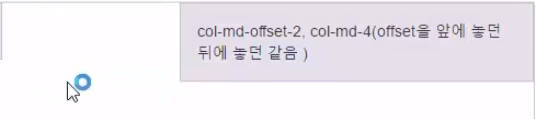 col-md-offset-2, col-md-4(offset을 앞에 놓던
뒤에 놓던 같음 )